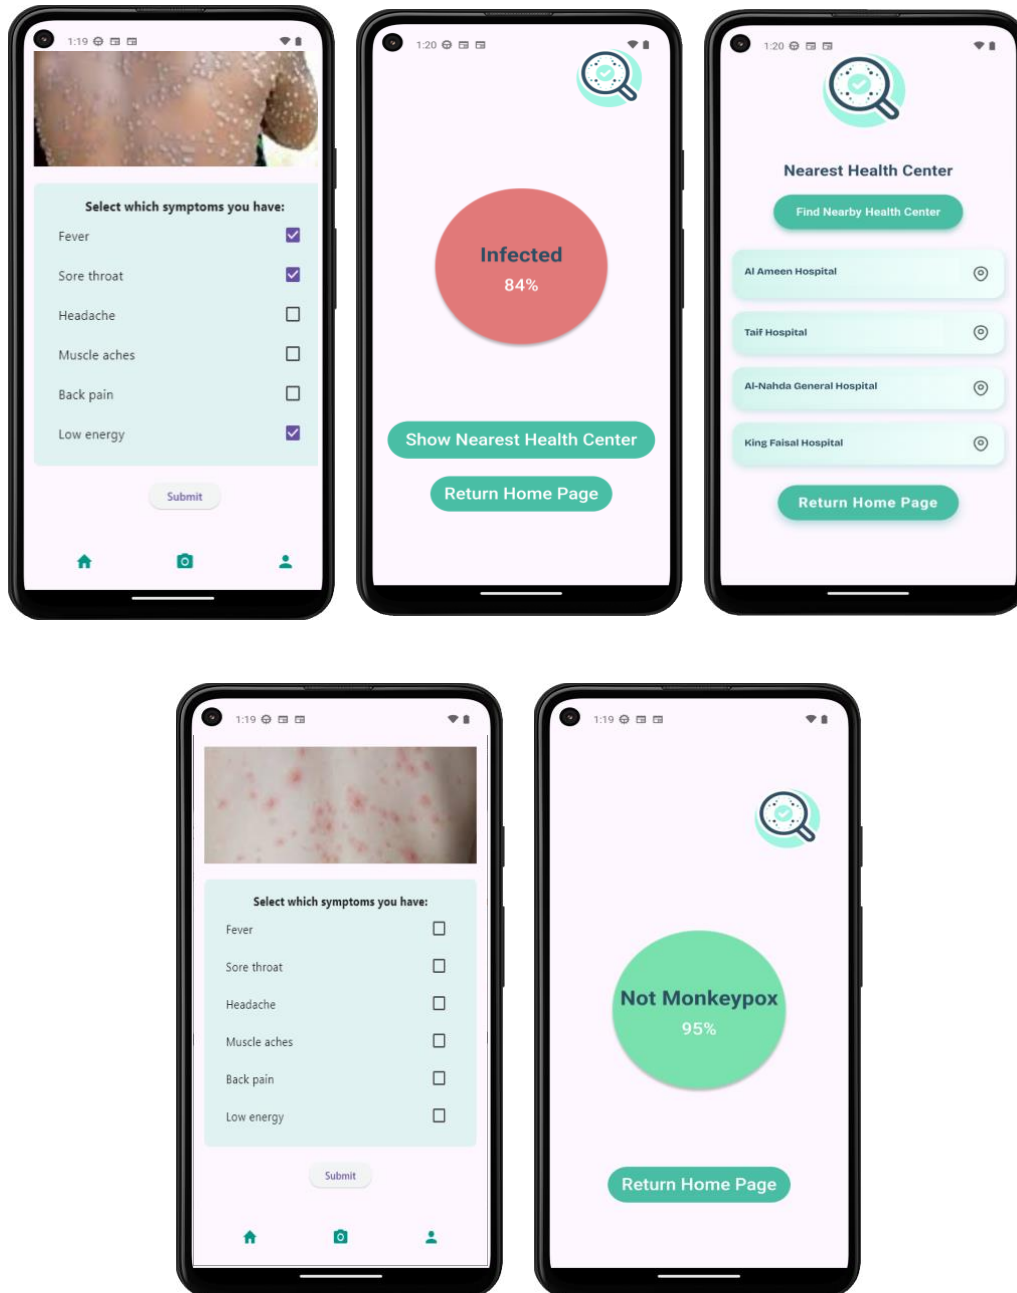 1:19
Select which symptoms you have:
Fever
Sore throat
Headache
Muscle aches
Back pain
Low energy
Submit
1:20
Infected
84%
Show Nearest Health Center
Return Home Page
1:20
Nearest Health Center
Find Nearby Health Center
Al Ameen Hospital
Taif Hospital
Al-Nahda General Hospital
King Faisal Hospital
Return Home Page
1:19
Select which symptoms you have:
Fever
Sore throat
Headache
Muscle aches
Back pain
Low energy
Submit
1:19
Not Monkeypox
95%
Return Home Page